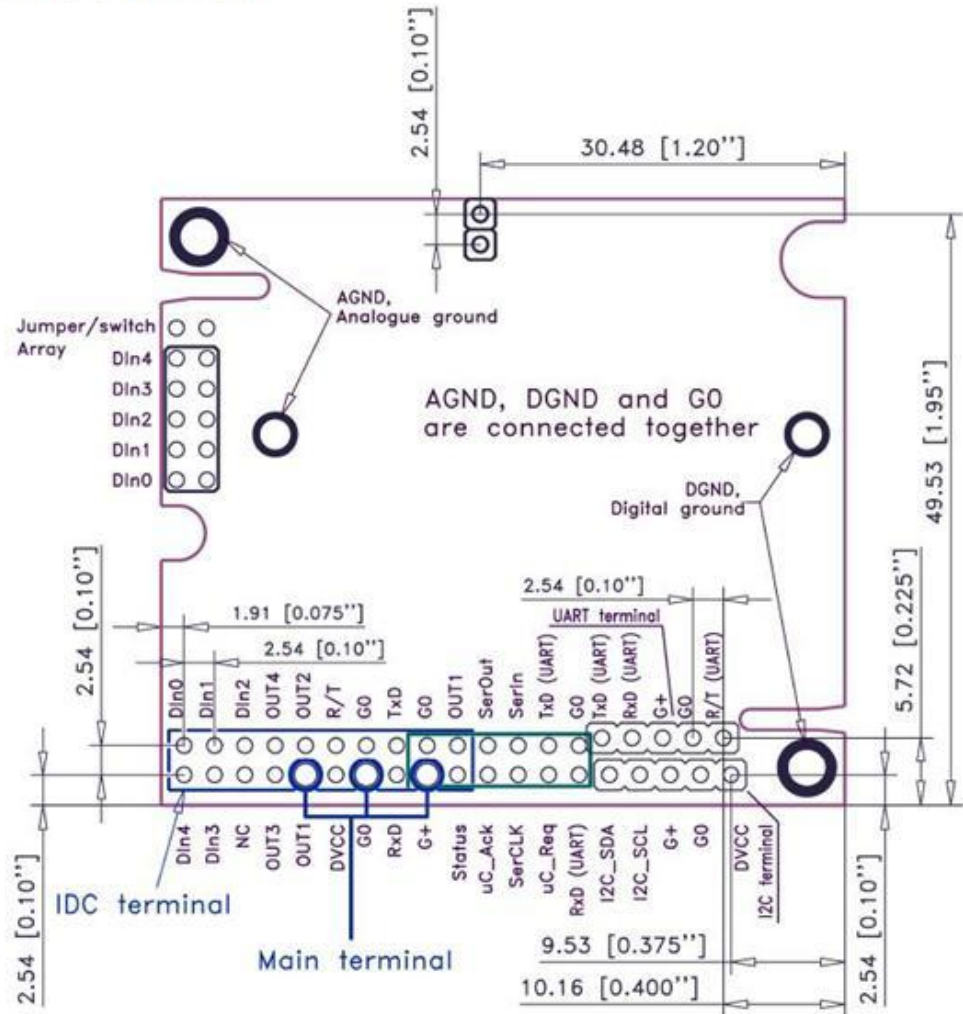 2.54 [0.10'']
30.48 [1.20'']
AGND,
Analogue ground
Jumper/switch
Array
DIn4
DIn3
DIn2
DIn1
DIn0
AGND, DGND and G0
are connected together
DGND,
Digital ground
49.53 [1.95'']
2.54 [0.10'']
1.91 [0.075'']
2.54 [0.10'']
2.54 [0.10'']
UART terminal
5.72 [0.225'']
DIn0
DIn1
DIn2
OUT4
OUT2
R/T
G0
TxD
G0
OUT1
SerOut
SerIn
TxD (UART)
G0
TxD (UART)
RxD (UART)
G+
G0
R/T (UART)
DIn4
DIn3
NC
OUT3
OUT1
DVCC
G0
RxD
G+
Status
uC_Ack
SerCLK
uC_Req
RxD (UART)
I2C_SDA
I2C_SCL
G+
G0
DVCC
I2C terminal
IDC terminal
Main terminal
2.54 [0.10'']
9.53 [0.375'']
10.16 [0.400'']
2.54 [0.10'']